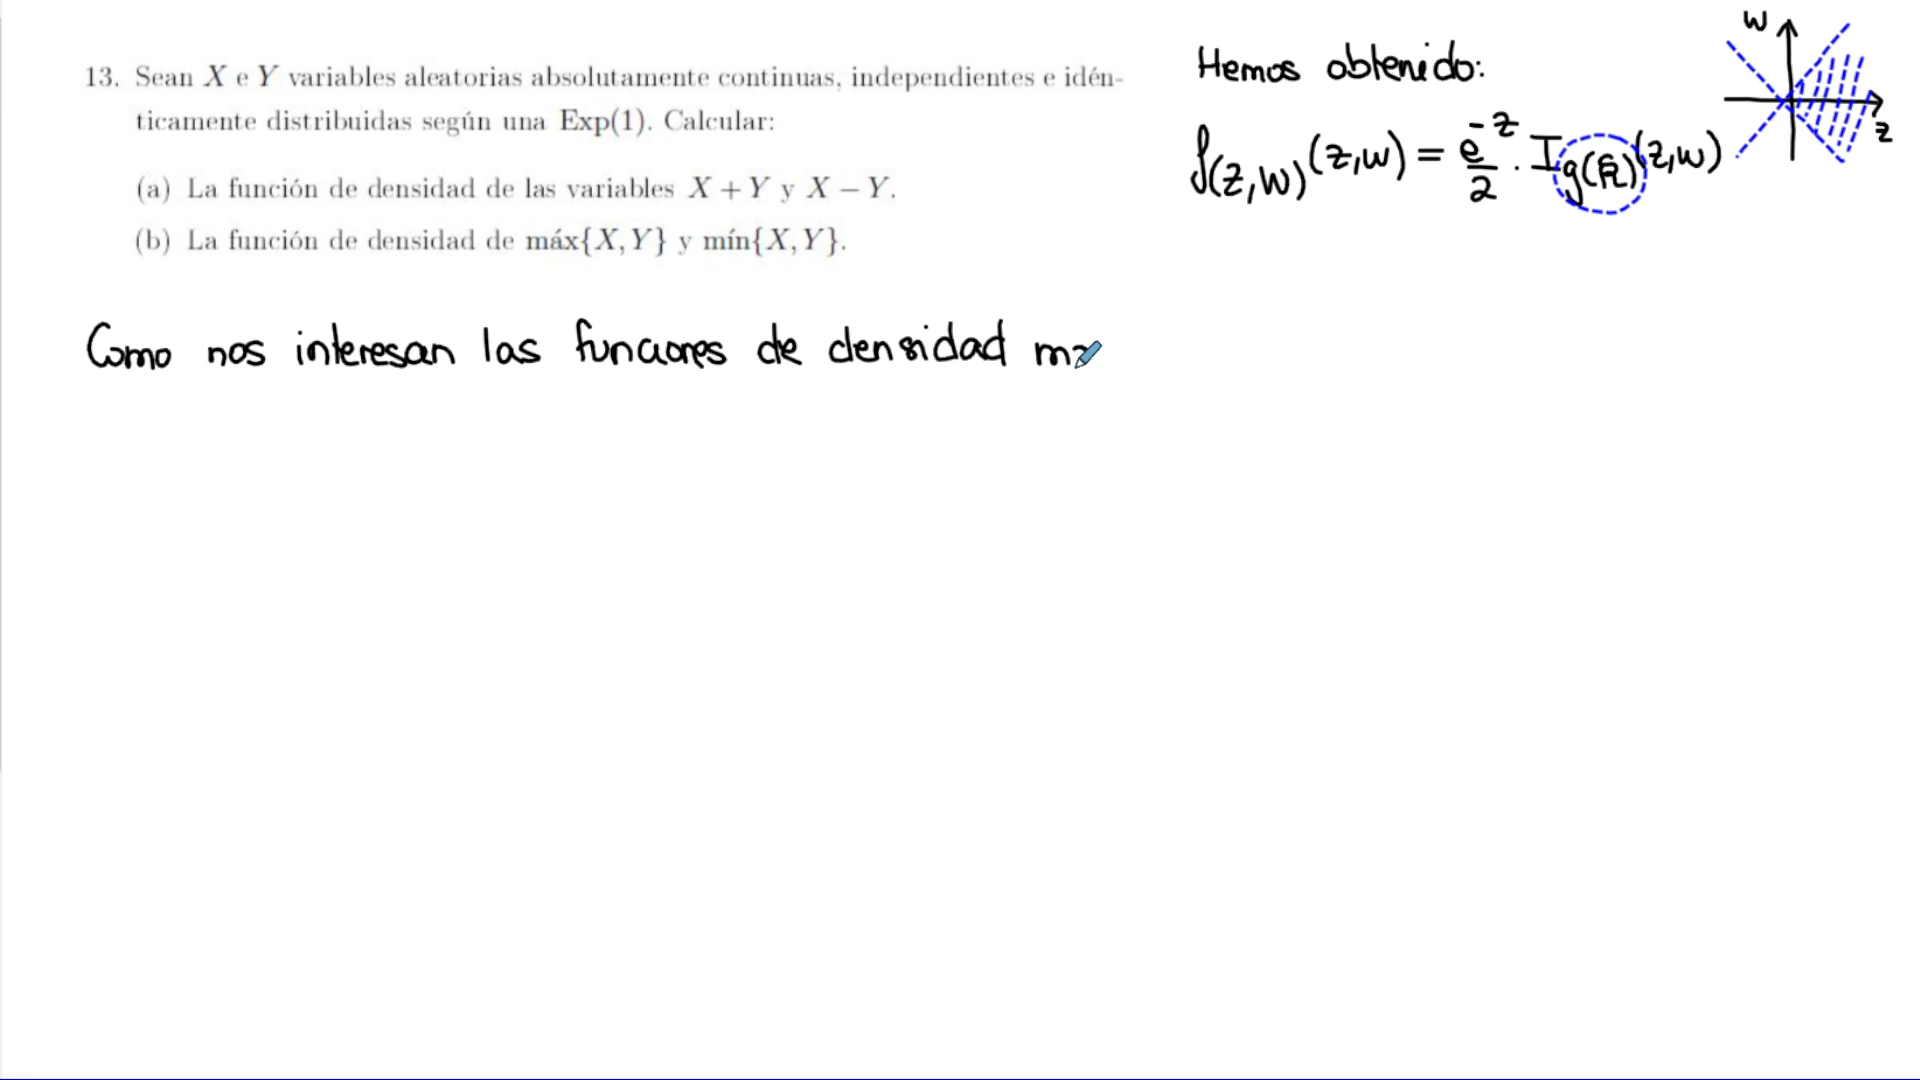 13. Sean X e Y variables aleatorias absolutamente continuas, independientes e idén-
ticamente distribuidas según una Exp(1). Calcular:
(a) La función de densidad de las variables X + Y y X − Y.
(b) La función de densidad de máx{X, Y} y mín{X, Y}.
Hemos obtenido:
f(Z,W)(z,w) = e^-z/2 · I g(R)(z,w)
W
Z
Como nos interesan las funciones de densidad m